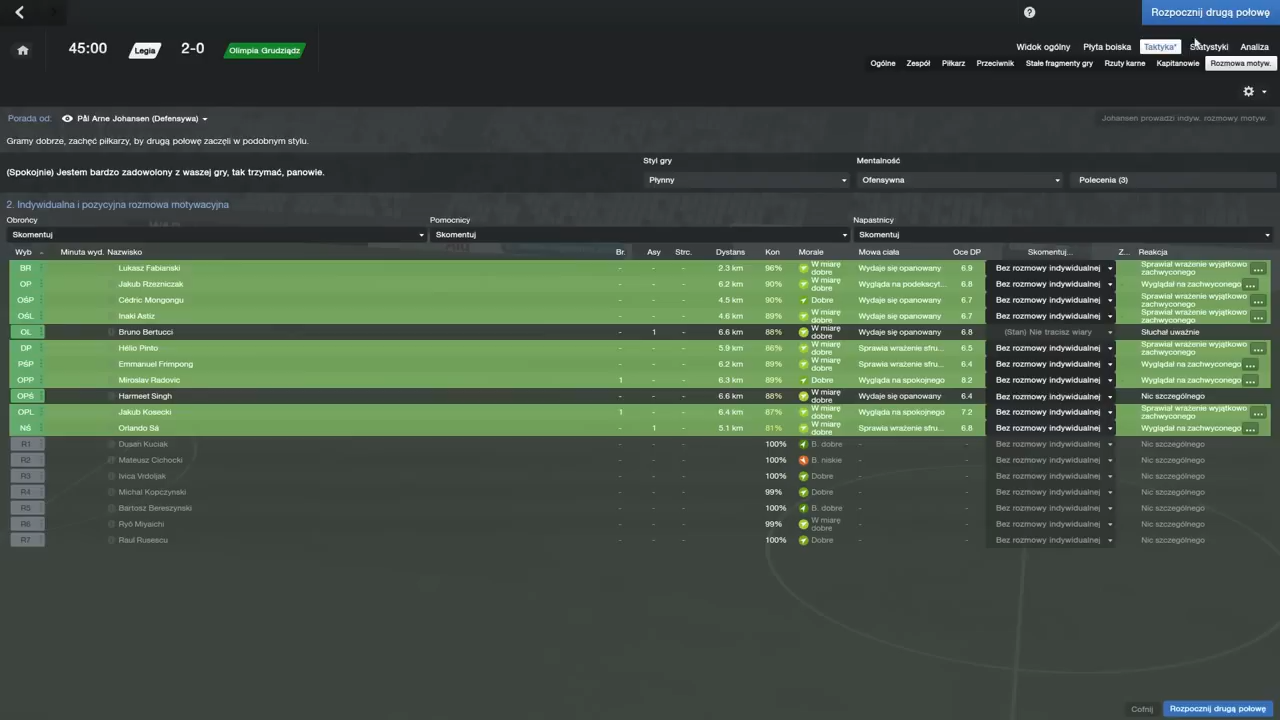 Rozpocznij drugą połowę
45:00 Legia 2-0 Olimpia Grudziądz
Widok ogólny Płyta boiska Taktyka* Statystyki Analiza
Ogólne Zespół Piłkarz Przeciwnik Stałe fragmenty gry Rzuty karne Kapitanowie Rozmowa motyw.
Porada od: Pål Arne Johansen (Defensywa) Johansen prowadzi indyw. rozmowy motyw.
Gramy dobrze, zachęć piłkarzy, by drugą połowę zaczęli w podobnym stylu.
Styl gry Mentalność
(Spokojnie) Jestem bardzo zadowolony z waszej gry, tak trzymać, panowie. Płynny Ofensywna Polecenia (3)
2. Indywidualna i pozycyjna rozmowa motywacyjna
Obrońcy Pomocnicy Napastnicy
Skomentuj Skomentuj Skomentuj
Wyb Minuta wyd. Nazwisko Br. Asy Strc. Dystans Kon Morale Mowa ciała Oce DP Skomentuj... Z... Reakcja
BR Lukasz Fabianski - - - 2.3 km 96% W miarę dobre Wydaje się opanowany 6.9 Bez rozmowy indywidualnej Sprawiał wrażenie wyjątkowo zachwyconego ...
OP Jakub Rzezniczak - - - 6.2 km 90% W miarę dobre Wygląda na podekscyt... 6.8 Bez rozmowy indywidualnej Wyglądał na zachwyconego ...
OŚP Cédric Mongongu - - - 4.5 km 90% Dobre Wydaje się opanowany 6.7 Bez rozmowy indywidualnej Sprawiał wrażenie wyjątkowo zachwyconego ...
OŚL Inaki Astiz - - - 4.6 km 89% W miarę dobre Wydaje się opanowany 6.7 Bez rozmowy indywidualnej Sprawiał wrażenie wyjątkowo zachwyconego ...
OL Bruno Bertucci - 1 - 6.6 km 88% W miarę dobre Wydaje się opanowany 6.8 (Stan) Nie tracisz wiary Słuchał uważnie
DP Hélio Pinto - - - 5.9 km 86% W miarę dobre Sprawia wrażenie sfru... 6.5 Bez rozmowy indywidualnej Sprawiał wrażenie wyjątkowo zachwyconego ...
PŚP Emmanuel Frimpong - - - 6.2 km 89% W miarę dobre Sprawia wrażenie sfru... 6.4 Bez rozmowy indywidualnej Wyglądał na zachwyconego ...
OPP Miroslav Radovic 1 - - 6.3 km 89% Dobre Wygląda na spokojnego 8.2 Bez rozmowy indywidualnej Wyglądał na zachwyconego ...
OPŚ Harmeet Singh - - - 6.6 km 88% W miarę dobre Wydaje się opanowany 6.4 Bez rozmowy indywidualnej Nic szczególnego
OPL Jakub Kosecki 1 - - 6.4 km 87% W miarę dobre Wygląda na spokojnego 7.2 Bez rozmowy indywidualnej Sprawiał wrażenie wyjątkowo zachwyconego ...
NŚ Orlando Sá - 1 - 5.1 km 81% W miarę dobre Sprawia wrażenie sfru... 6.8 Bez rozmowy indywidualnej Wyglądał na zachwyconego ...
R1 Dusan Kuciak - - - - 100% B. dobre - - Bez rozmowy indywidualnej Nic szczególnego
R2 Mateusz Cichocki - - - - 100% B. niskie - - Bez rozmowy indywidualnej Nic szczególnego
R3 Ivica Vrdoljak - - - - 100% Dobre - - Bez rozmowy indywidualnej Nic szczególnego
R4 Michal Kopczynski - - - - 99% Dobre - - Bez rozmowy indywidualnej Nic szczególnego
R5 Bartosz Bereszynski - - - - 100% B. dobre - - Bez rozmowy indywidualnej Nic szczególnego
R6 Ryō Miyaichi - - - - 99% W miarę dobre - - Bez rozmowy indywidualnej Nic szczególnego
R7 Raul Rusescu - - - - 100% Dobre - - Bez rozmowy indywidualnej Nic szczególnego
Cofnij Rozpocznij drugą połowę